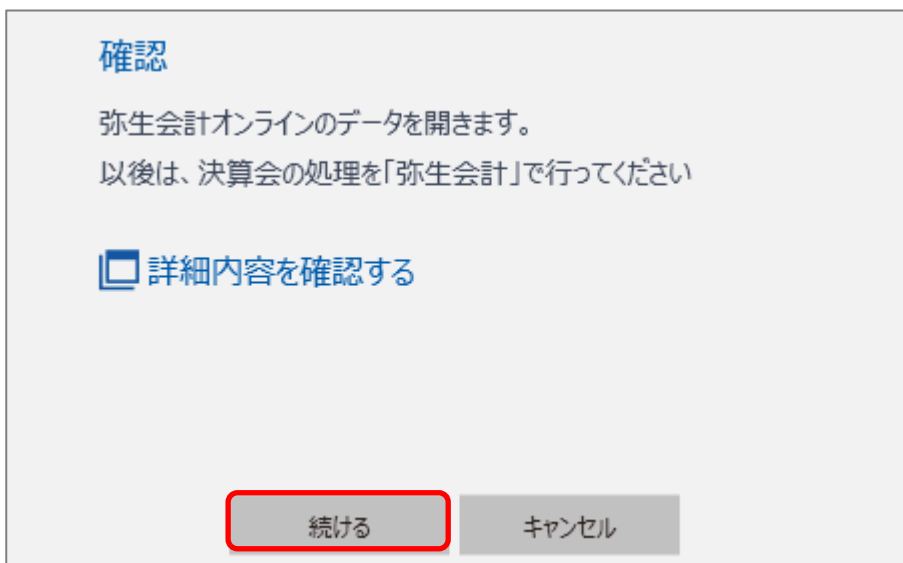 確認
弥生会計オンラインのデータを開きます。
以後は、決算会の処理を「弥生会計」で行ってください
詳細内容を確認する
続ける キャンセル